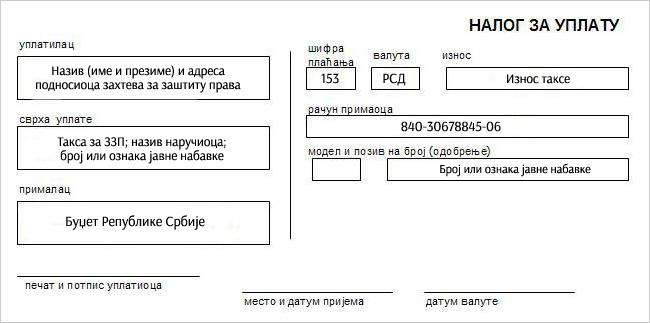 НАЛОГ ЗА УПЛАТУ
уплатилац
Назив (име и презиме) и адреса
подносиоца захтева за заштиту права
сврха уплате
Такса за ЗЗП; назив наручиоца;
број или ознака јавне набавке
прималац
Буџет Републике Србије
шифра
плаћања
валута
износ
153
РСД
Износ таксе
рачун примаоца
840-30678845-06
модел и позив на број (одобрење)
Број или ознака јавне набавке
печат и потпис уплатиоца
место и датум пријема
датум валуте